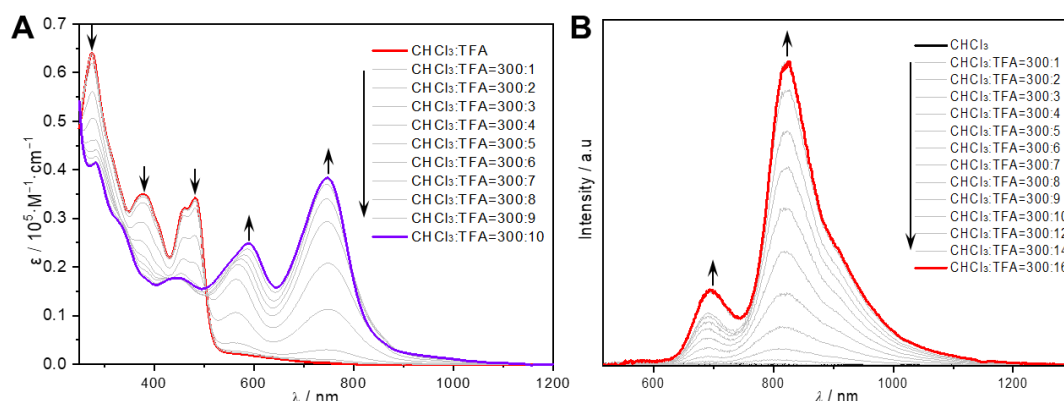 A
0.7
0.6
0.5
0.4
0.3
0.2
0.1
0.0
ε / 10⁵·M⁻¹·cm⁻¹
400
600
800
1000
1200
λ / nm
CHCl₃:TFA
CHCl₃:TFA=300:1
CHCl₃:TFA=300:2
CHCl₃:TFA=300:3
CHCl₃:TFA=300:4
CHCl₃:TFA=300:5
CHCl₃:TFA=300:6
CHCl₃:TFA=300:7
CHCl₃:TFA=300:8
CHCl₃:TFA=300:9
CHCl₃:TFA=300:10
B
Intensity / a.u
600
800
1000
1200
λ / nm
CHCl₃
CHCl₃:TFA=300:1
CHCl₃:TFA=300:2
CHCl₃:TFA=300:3
CHCl₃:TFA=300:4
CHCl₃:TFA=300:5
CHCl₃:TFA=300:6
CHCl₃:TFA=300:7
CHCl₃:TFA=300:8
CHCl₃:TFA=300:9
CHCl₃:TFA=300:10
CHCl₃:TFA=300:12
CHCl₃:TFA=300:14
CHCl₃:TFA=300:16